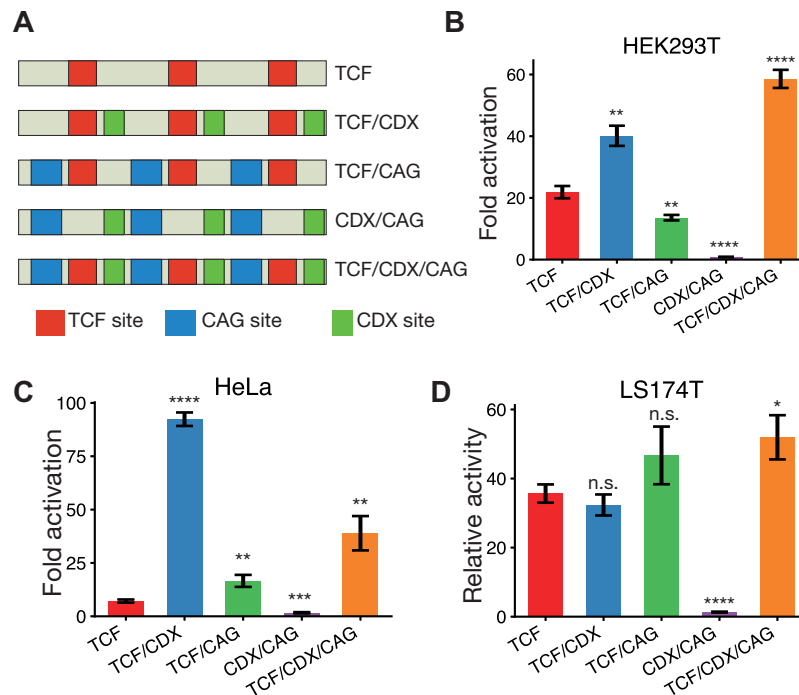 A
TCF
TCF/CDX
TCF/CAG
CDX/CAG
TCF/CDX/CAG
TCF site
CAG site
CDX site
B
HEK293T
Fold activation
60
40
20
0
**
**
****
****
TCF
TCF/CDX
TCF/CAG
CDX/CAG
TCF/CDX/CAG
C
HeLa
Fold activation
100
75
50
25
0
****
**
***
**
TCF
TCF/CDX
TCF/CAG
CDX/CAG
TCF/CDX/CAG
D
LS174T
Relative activity
60
40
20
0
n.s.
n.s.
****
*
TCF
TCF/CDX
TCF/CAG
CDX/CAG
TCF/CDX/CAG